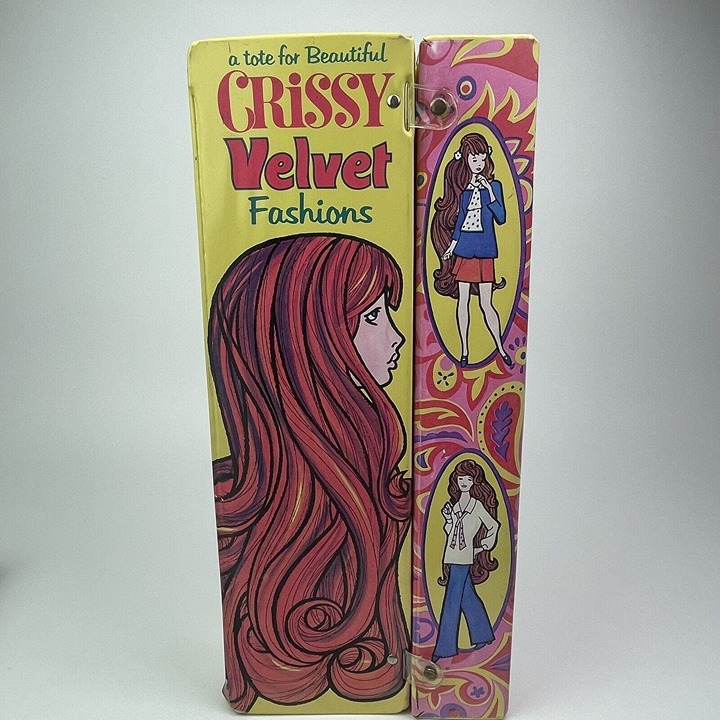 a tote for Beautiful
CRiSSY
Velvet
Fashions